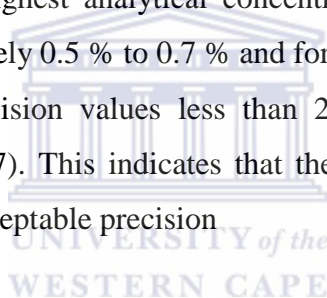 ghest analytical concenti
ely 0.5 % to 0.7 % and for
ision values less than 2
7). This indicates that the
eptable precision
UNIVERSITY of the
WESTERN CAPE